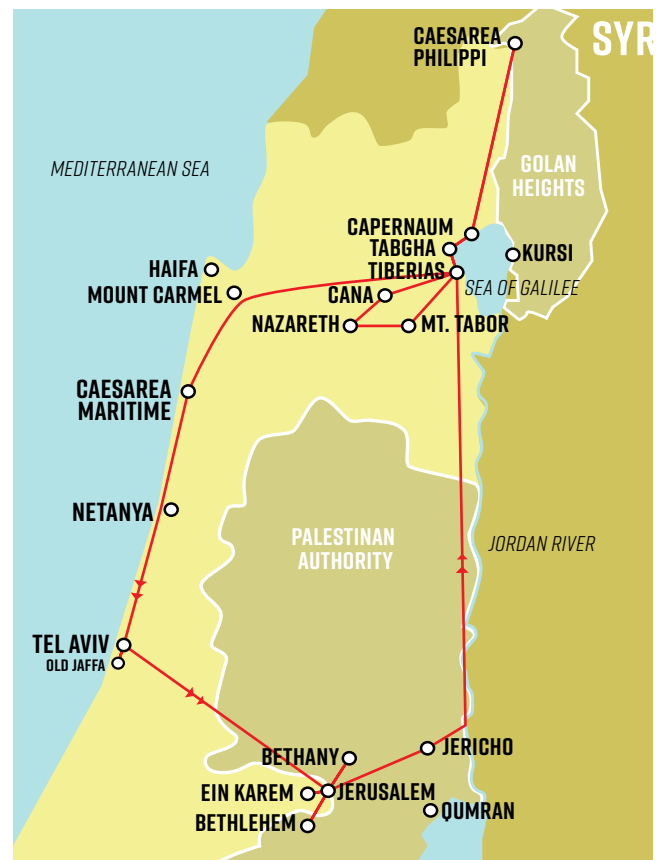 CAESAREA
PHILIPPI
SYR
MEDITERRANEAN SEA
GOLAN
HEIGHTS
CAPERNAUM
TABGHA
KURSI
TIBERIAS
HAIFA
SEA OF GALILEE
MOUNT CARMEL
CANA
NAZARETH
MT. TABOR
CAESAREA
MARITIME
NETANYA
PALESTINAN
AUTHORITY
JORDAN RIVER
TEL AVIV
OLD JAFFA
BETHANY
JERICHO
EIN KAREM
JERUSALEM
QUMRAN
BETHLEHEM